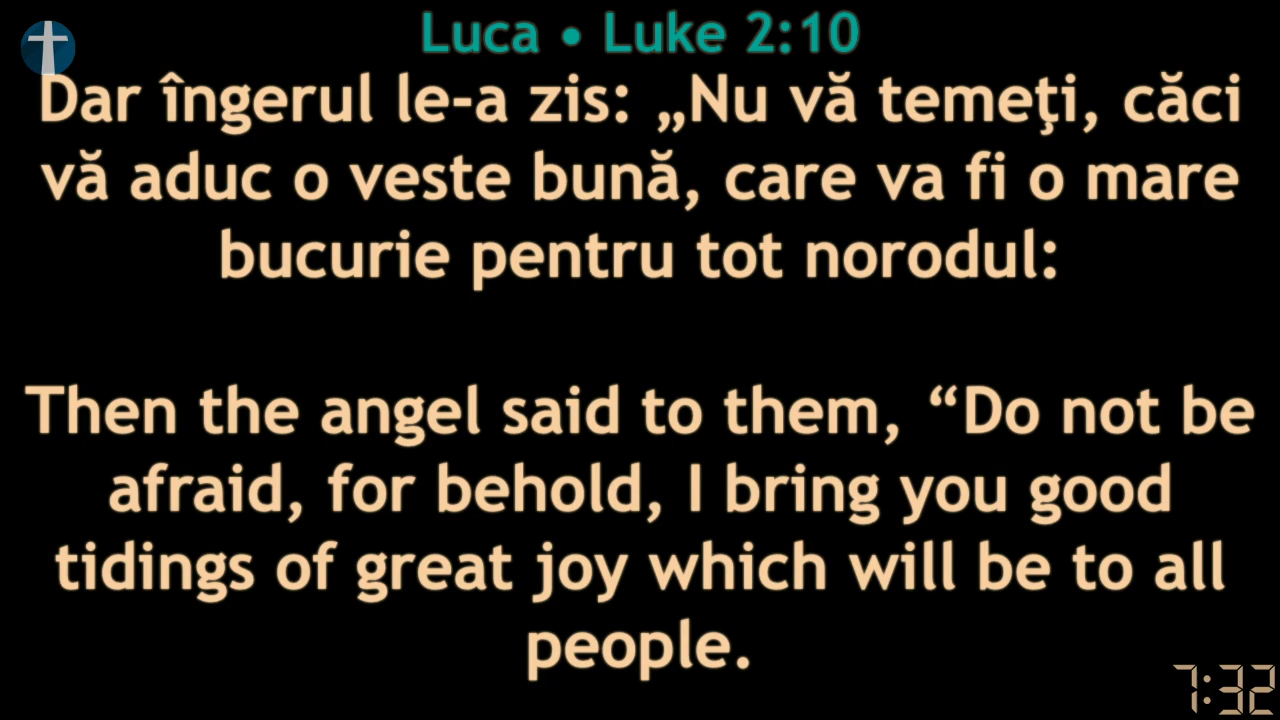 Luca • Luke 2:10
Dar îngerul le-a zis: „Nu vă temeţi, căci
vă aduc o veste bună, care va fi o mare
bucurie pentru tot norodul:
Then the angel said to them, “Do not be
afraid, for behold, I bring you good
tidings of great joy which will be to all
people.
7:32